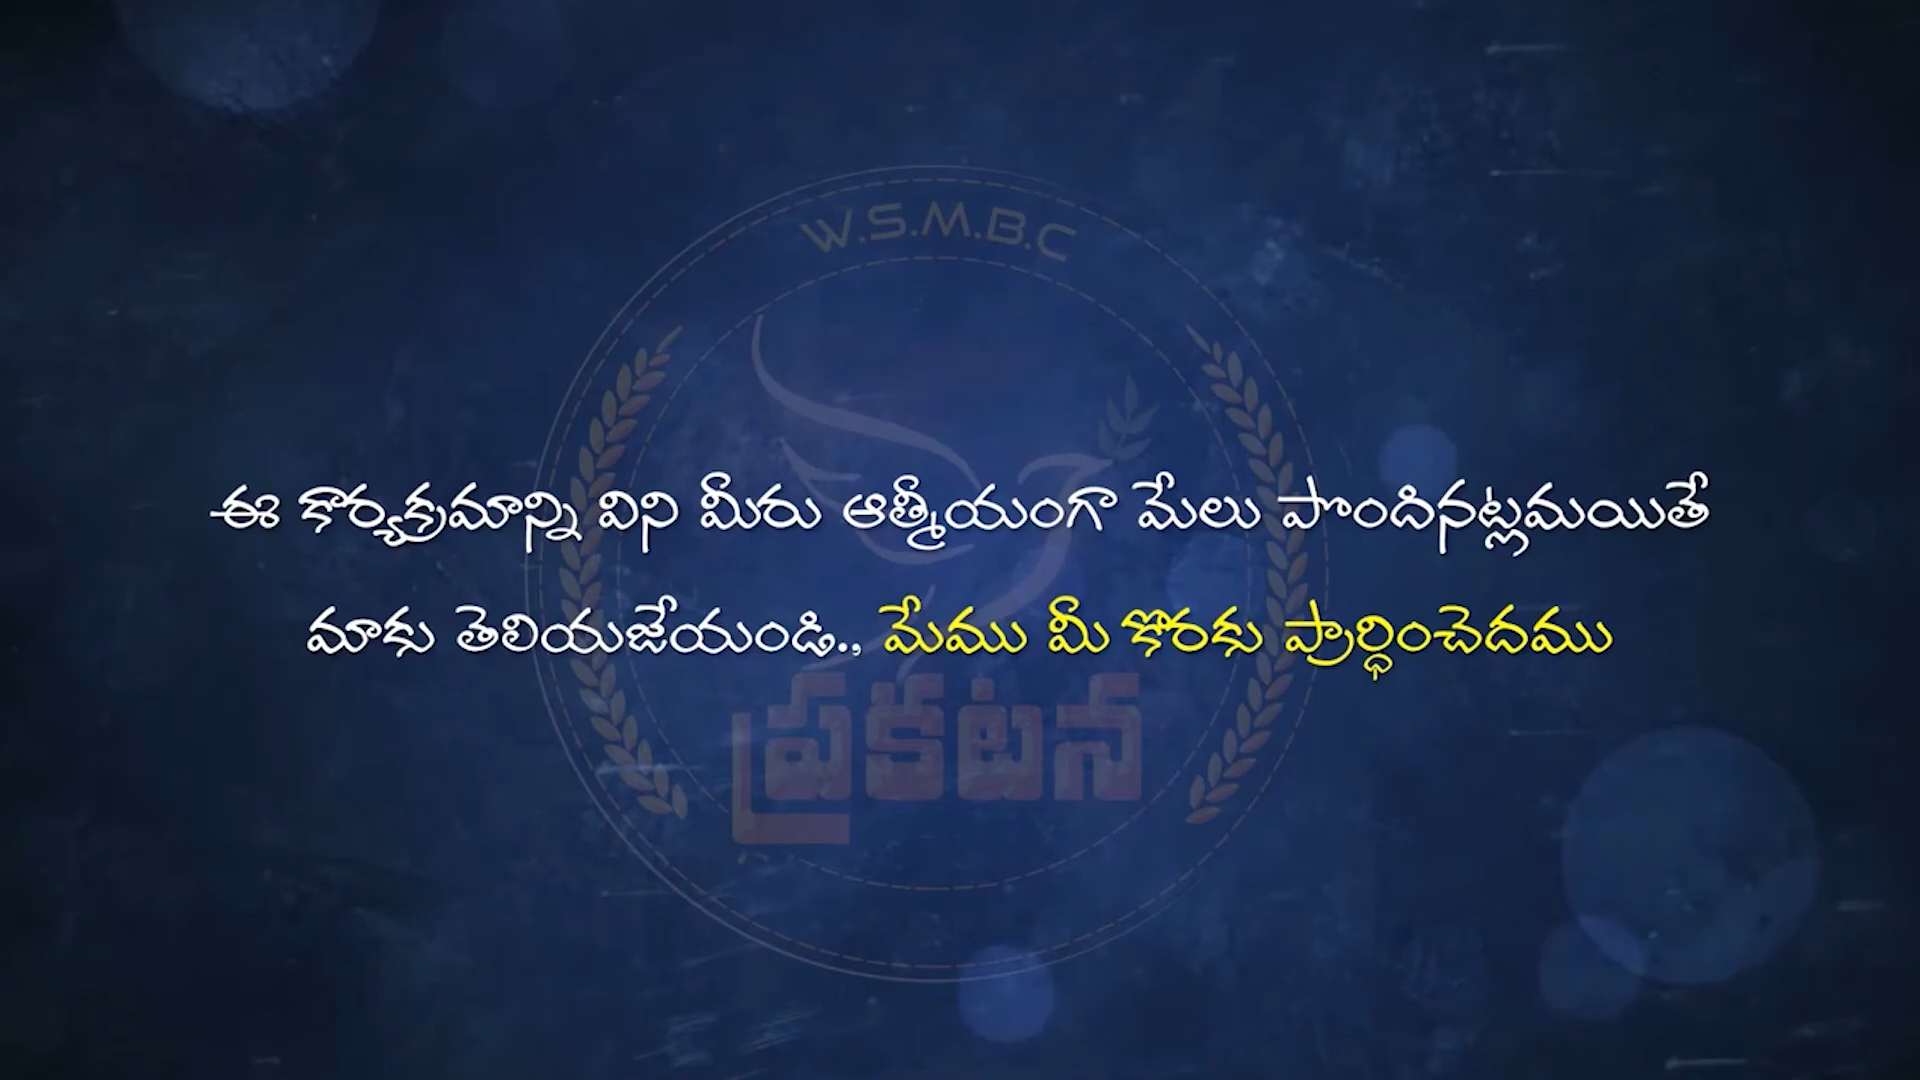 W.S.M.B.C
ఈ కార్యక్రమాన్ని విని మీరు ఆత్మీయంగా మేలు పొందినట్లమయితే
మాకు తెలియజేయండి., మేము మీ కొరకు ప్రార్ధించెదము
ప్రకటన